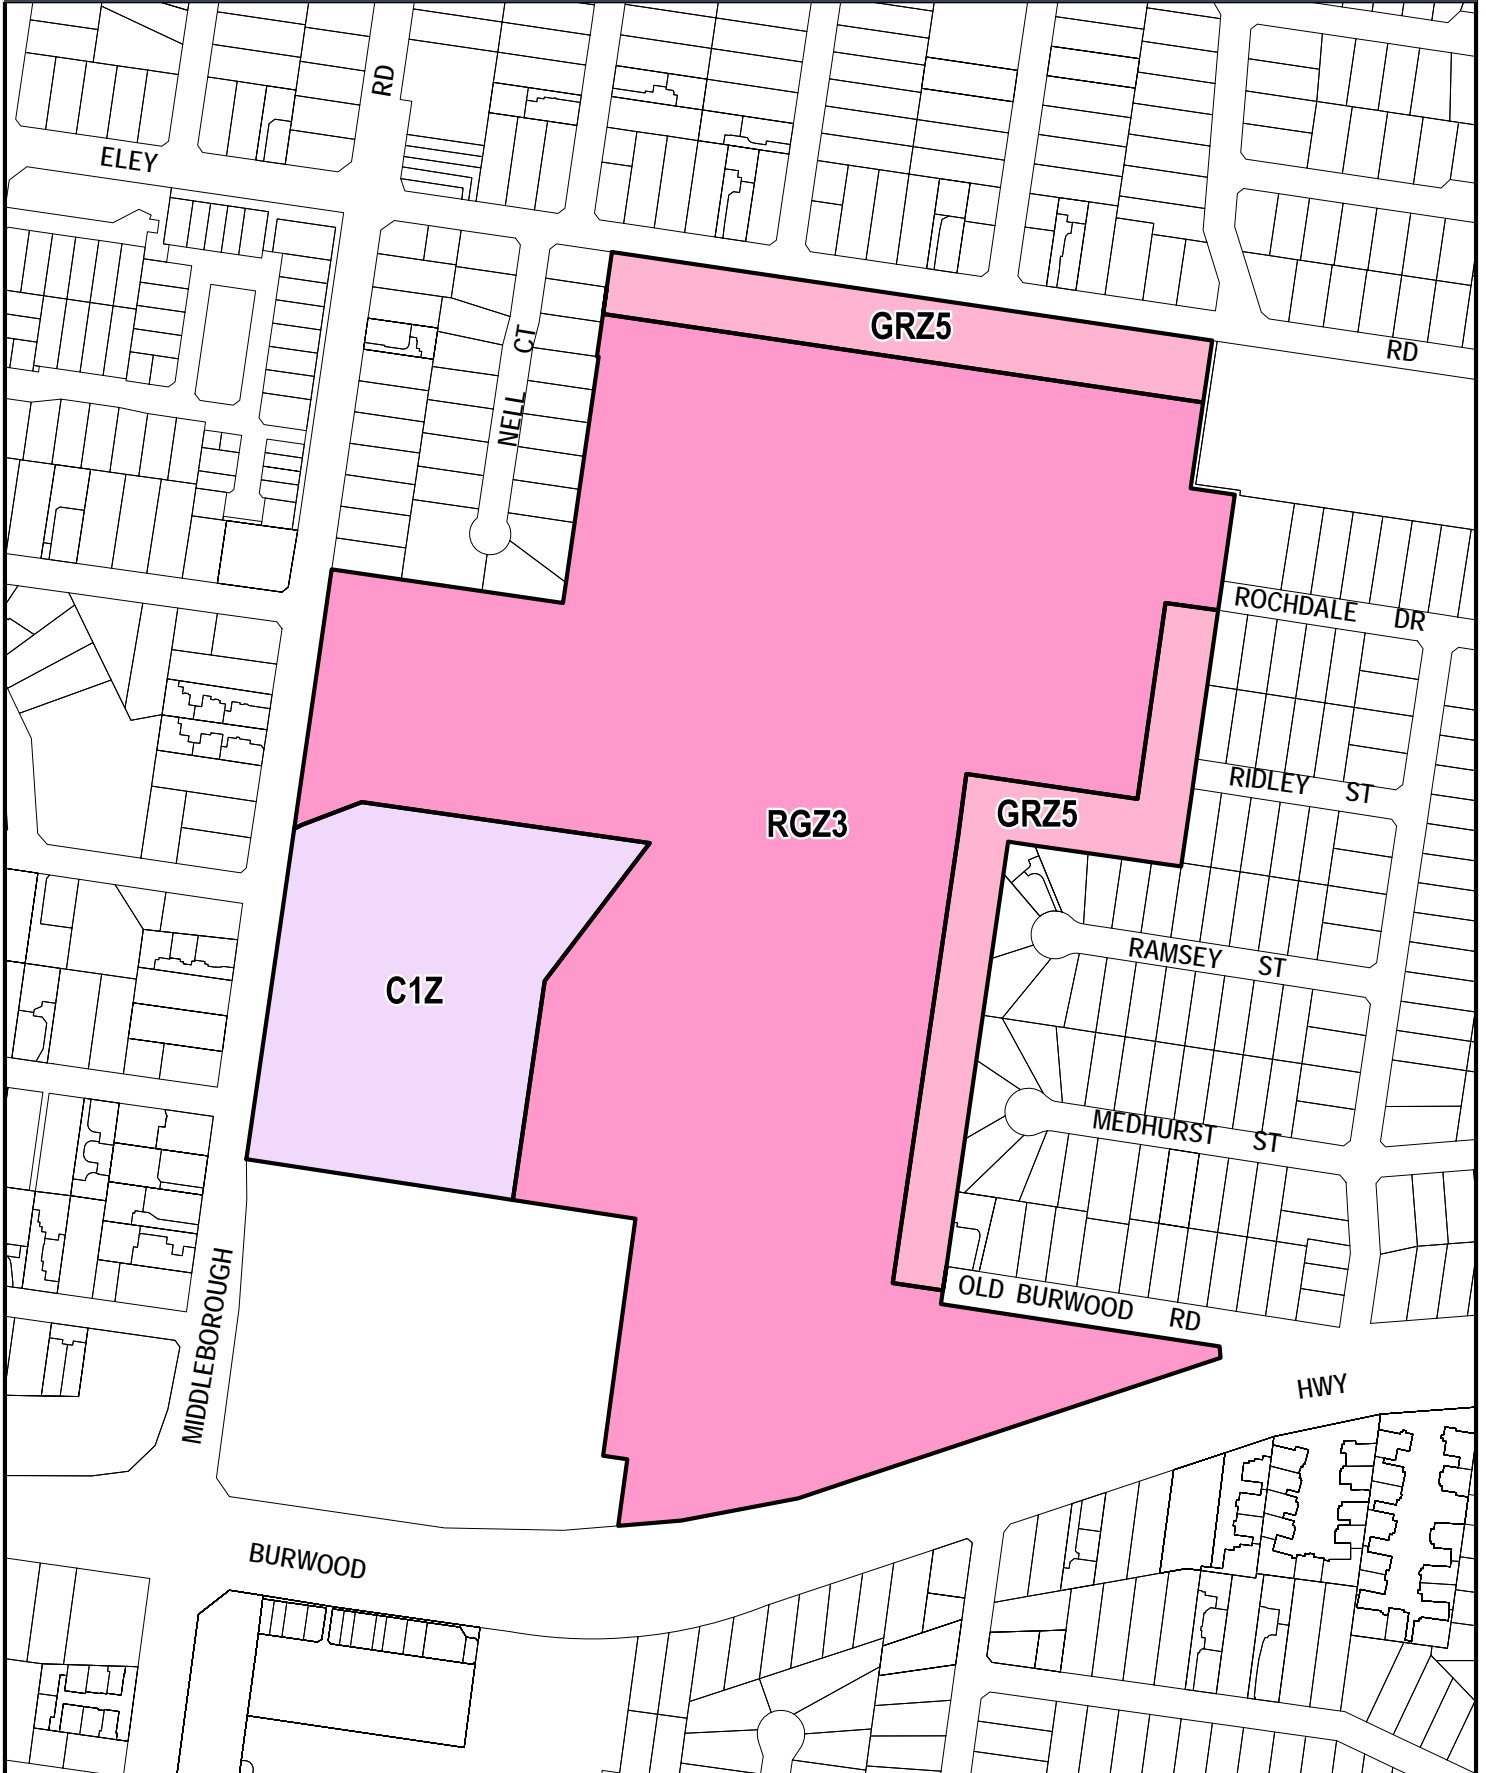 RD
ELEY
GRZ5
NELL CT
RD
ROCHDALE DR
RIDLEY ST
GRZ5
RGZ3
RAMSEY ST
C1Z
MEDHURST ST
OLD BURWOOD RD
MIDDLEBOROUGH
HWY
BURWOOD